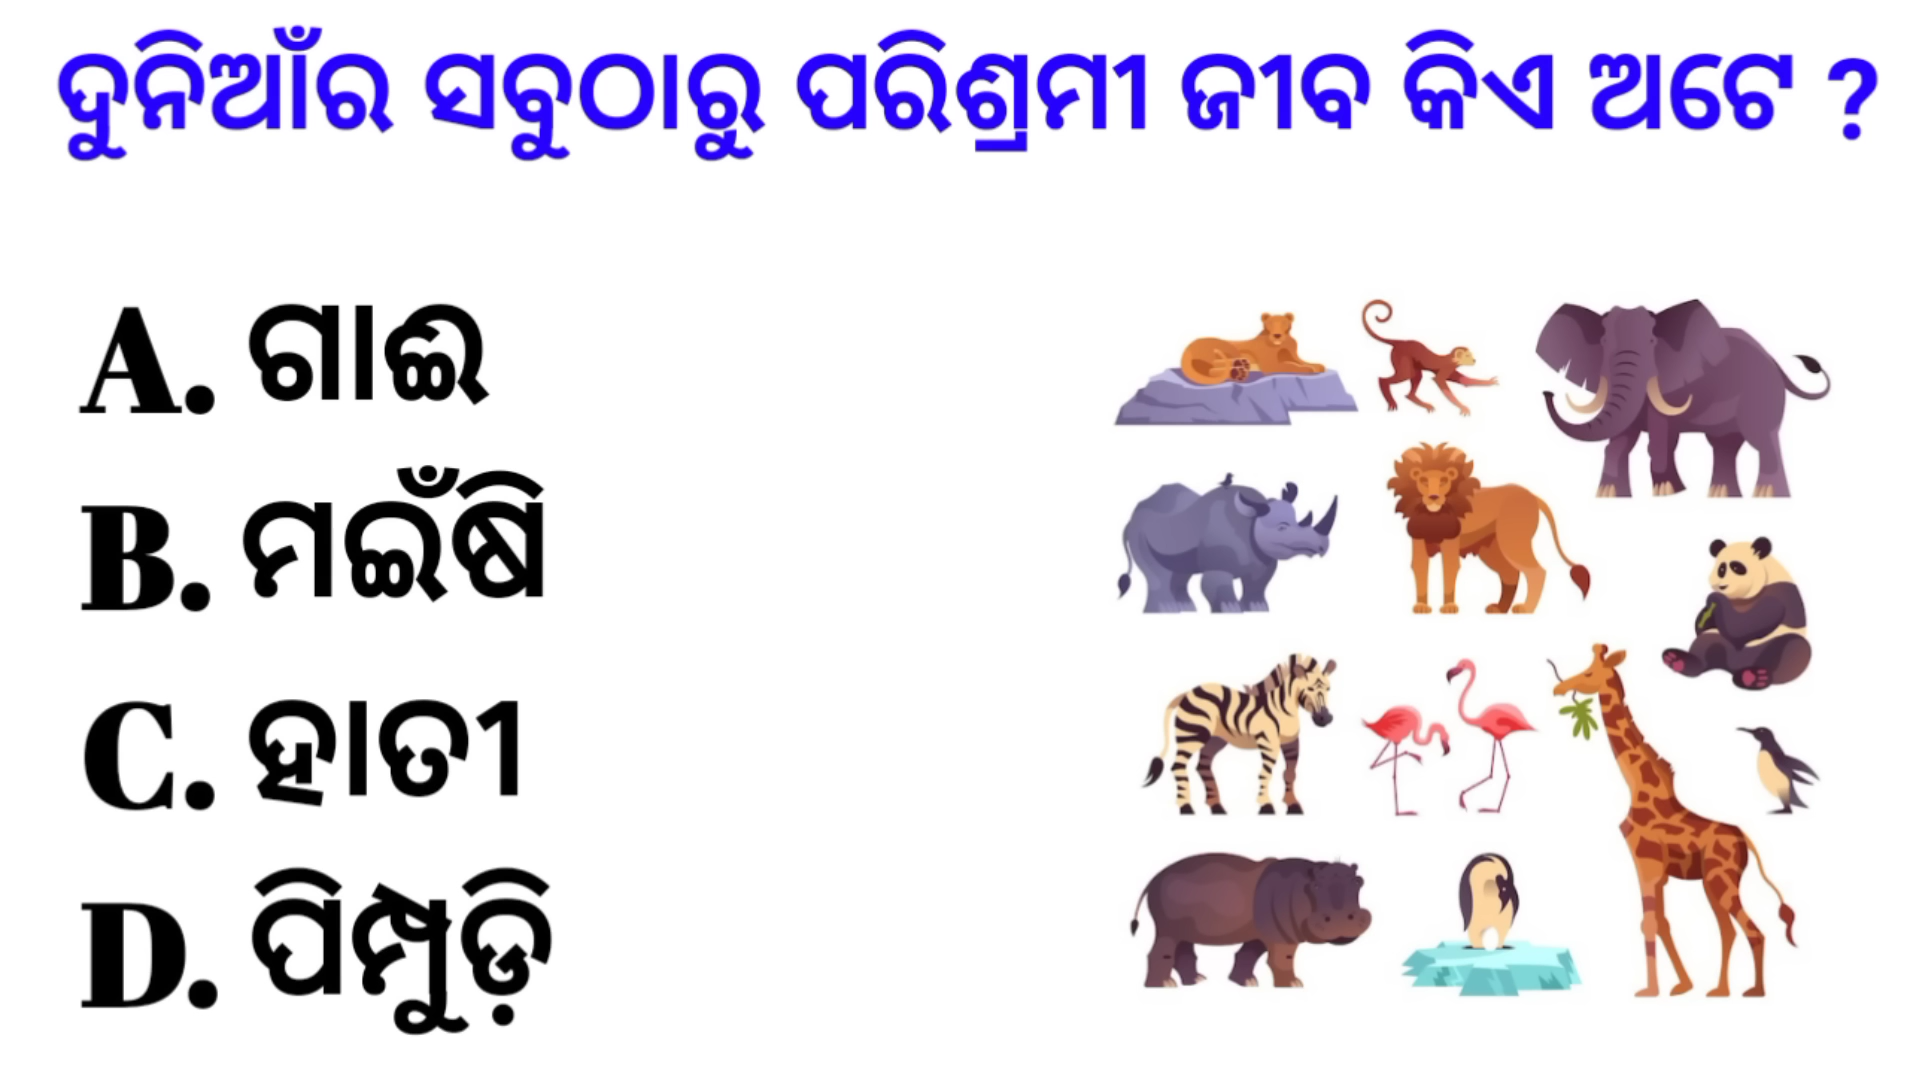 ଦୁନିଆଁର ସବୁଠାରୁ ପରିଶ୍ରମୀ ଜୀବ କିଏ ଅଟେ ?
A. ଗାଈ
B. ମଇଁଷି
C. ହାତୀ
D. ପିମ୍ପୁଡ଼ି